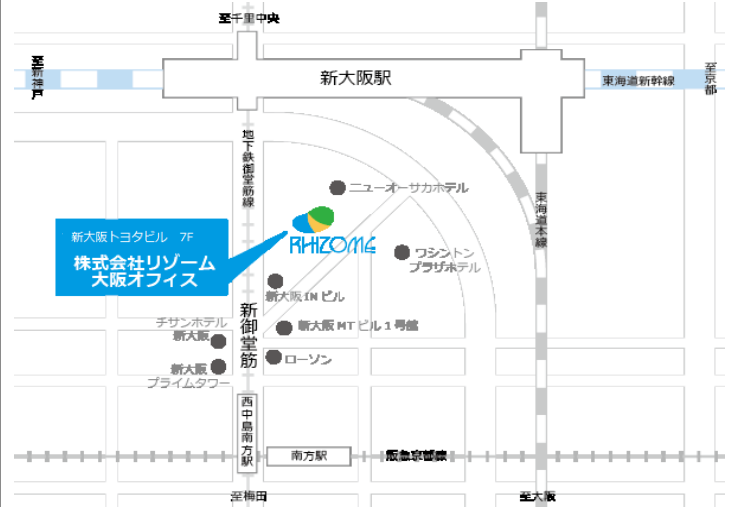 至千里中央
至新神戸
新大阪駅
東海道新幹線
至京都
地下鉄御堂筋線
ニューオーサカホテル
東海道本線
RHIZOME
新大阪トヨタビル 7F
株式会社リゾーム
大阪オフィス
ワシントン
プラザホテル
新大阪INビル
新御堂筋
チサンホテル
新大阪
新大阪MTビル1号館
ローソン
新大阪
プライムタワー
西中島南方駅
南方駅
阪急京都線
至梅田
至大阪